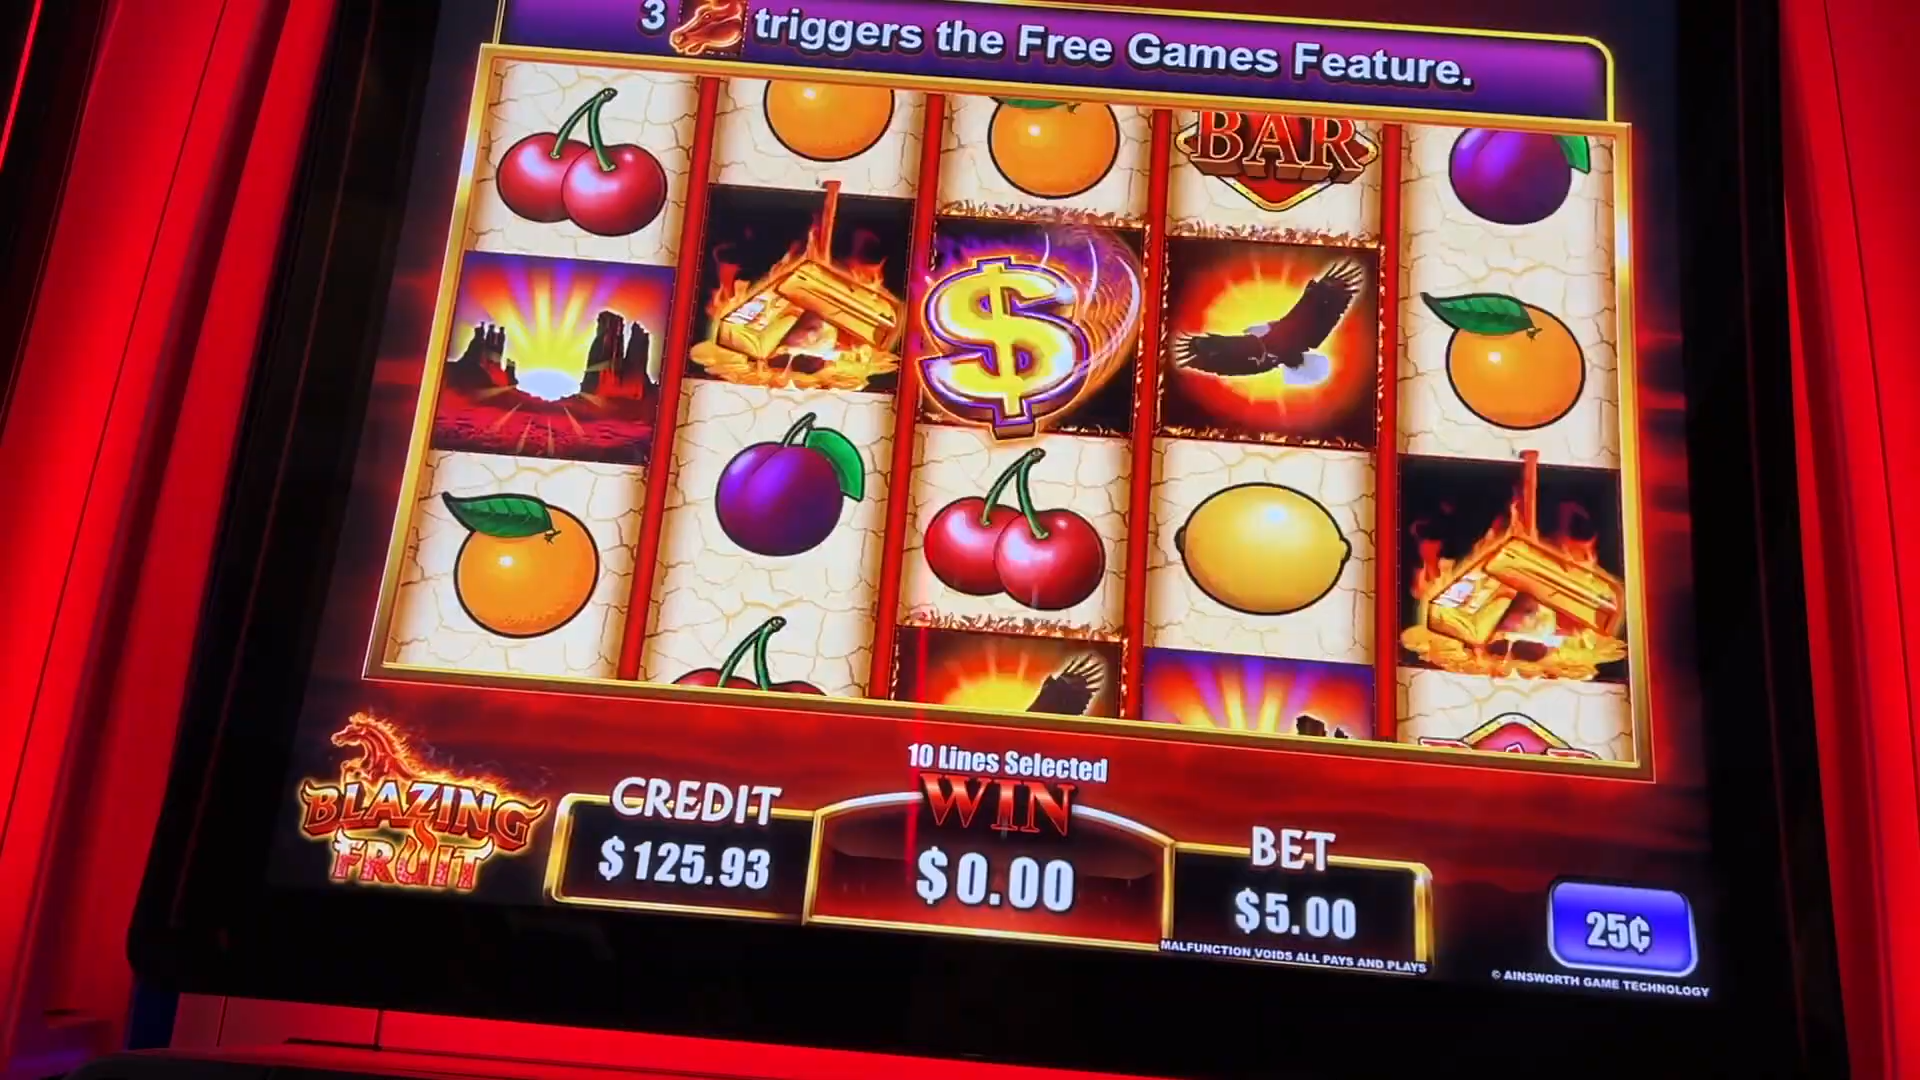 3 triggers the Free Games Feature.
BAR
$
10 Lines Selected
BLAZING
FRUIT
CREDIT
$125.93
WIN
$0.00
BET
$5.00
MALFUNCTION VOIDS ALL PAYS AND PLAYS
25¢
© AINSWORTH GAME TECHNOLOGY